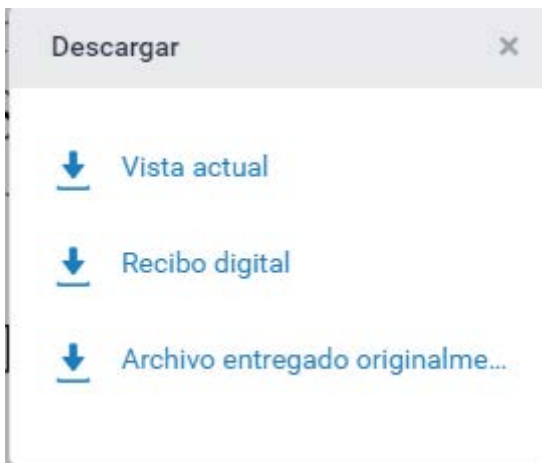 Descargar
Vista actual
Recibo digital
Archivo entregado originalme...